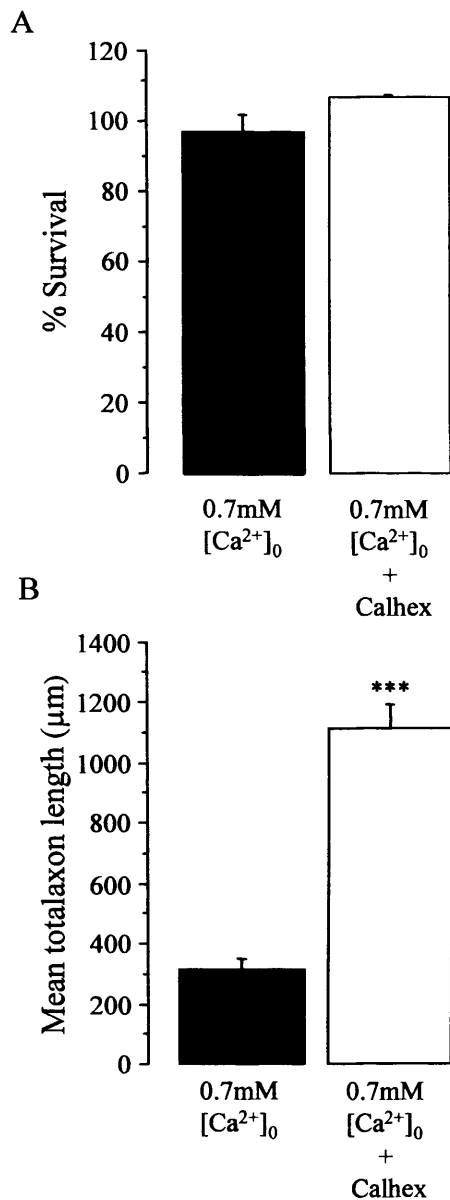 A
120
100
80
60
40
20
0
% Survival
0.7mM
[Ca²⁺]₀
0.7mM
[Ca²⁺]₀
+
Calhex
B
1400
1200
1000
800
600
400
200
0
Mean totalaxon length (μm)
***
0.7mM
[Ca²⁺]₀
0.7mM
[Ca²⁺]₀
+
Calhex